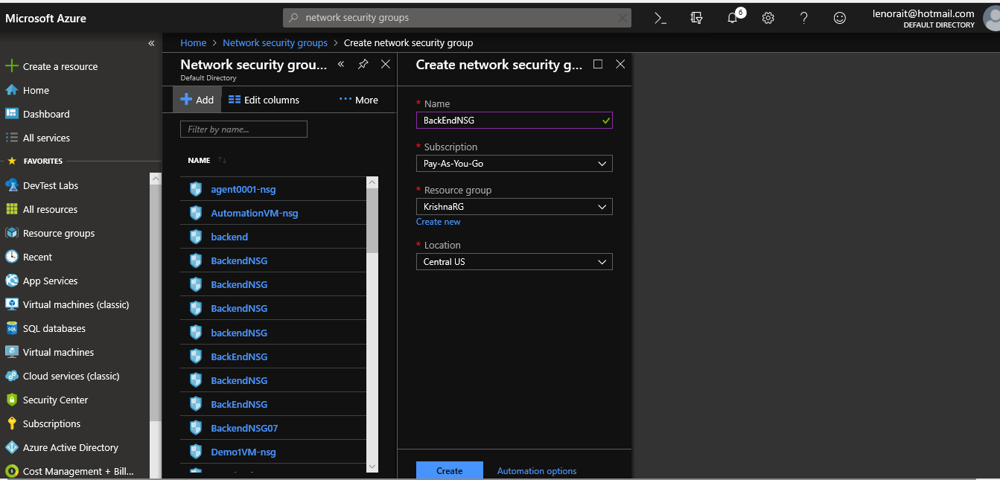 Microsoft Azure
network security groups
6
lenorait@hotmail.com
DEFAULT DIRECTORY
Create a resource
Home
Dashboard
All services
FAVORITES
DevTest Labs
All resources
Resource groups
Recent
App Services
Virtual machines (classic)
SQL
SQL databases
Virtual machines
Cloud services (classic)
Security Center
Subscriptions
Azure Active Directory
Cost Management + Bill...
Home > Network security groups > Create network security group
Network security grou...
Default Directory
Add
Edit columns
More
Filter by name...
NAME
agent0001-nsg
AutomationVM-nsg
backend
BackendNSG
BackendNSG
BackendNSG
backendNSG
BackEndNSG
BackendNSG
BackEndNSG
BackendNSG07
Demo1VM-nsg
Create network security g...
* Name
BackEndNSG
* Subscription
Pay-As-You-Go
* Resource group
KrishnaRG
Create new
* Location
Central US
Create
Automation options